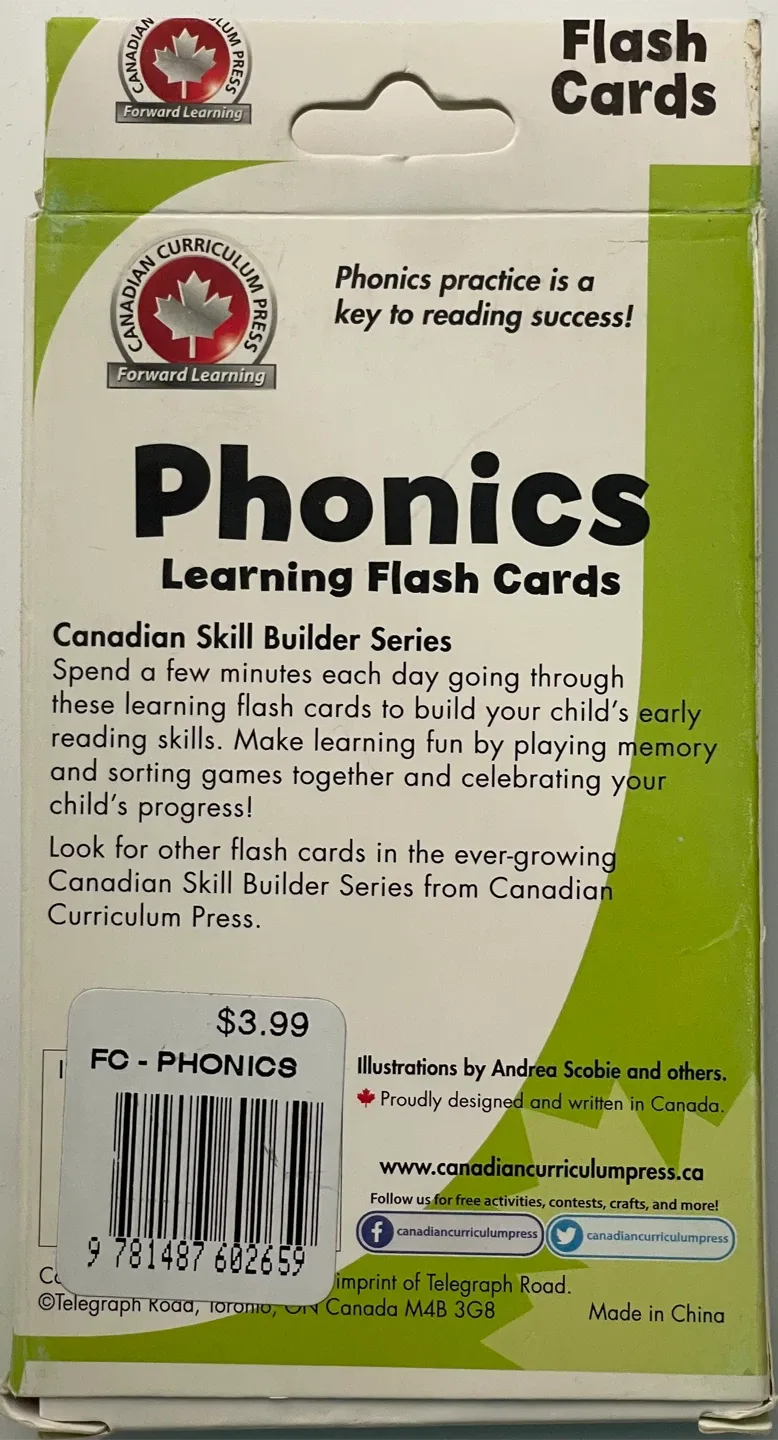 CANADIAN CURRICULUM PRESS
Forward Learning
Flash
Cards
CANADIAN CURRICULUM PRESS
Forward Learning
Phonics practice is a
key to reading success!
Phonics
Learning Flash Cards
Canadian Skill Builder Series
Spend a few minutes each day going through
these learning flash cards to build your child's early
reading skills. Make learning fun by playing memory
and sorting games together and celebrating your
child's progress!
Look for other flash cards in the ever-growing
Canadian Skill Builder Series from Canadian
Curriculum Press.
$3.99
FC - PHONICS
9 781487 602659
Illustrations by Andrea Scobie and others.
Proudly designed and written in Canada.
www.canadiancurriculumpress.ca
Follow us for free activities, contests, crafts, and more!
canadiancurriculumpress
canadiancurriculumpress
imprint of Telegraph Road.
©Telegraph Road, Toronto, ON Canada M4B 3G8
Made in China